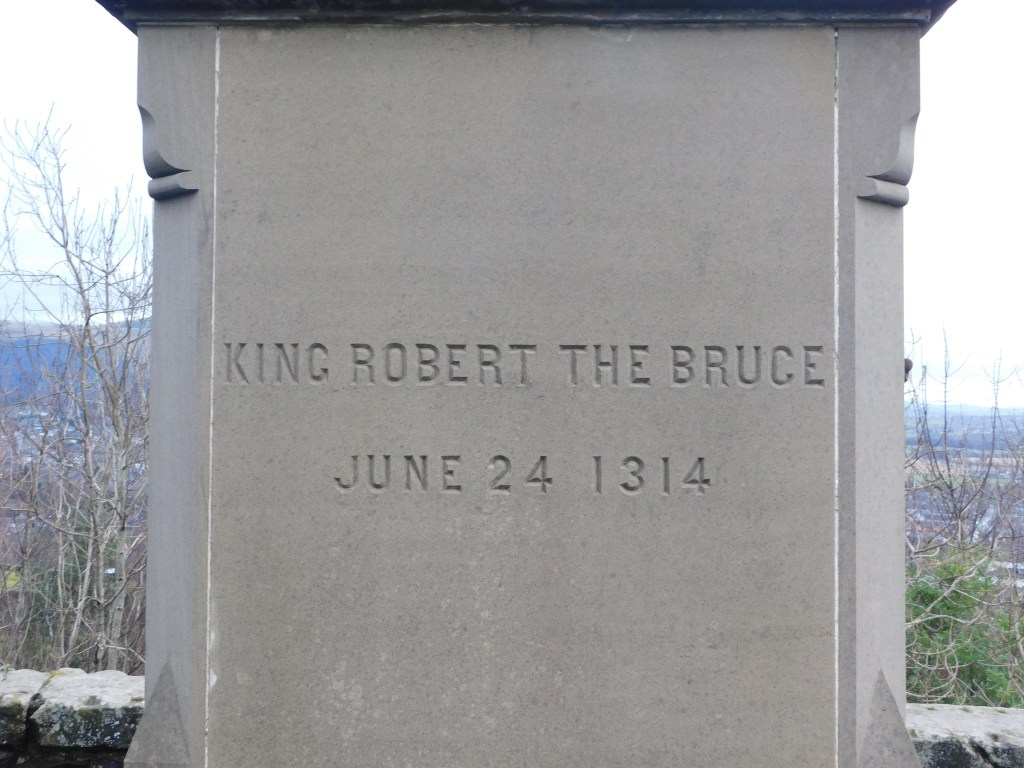 KING ROBERT THE BRUCE
JUNE 24 1314